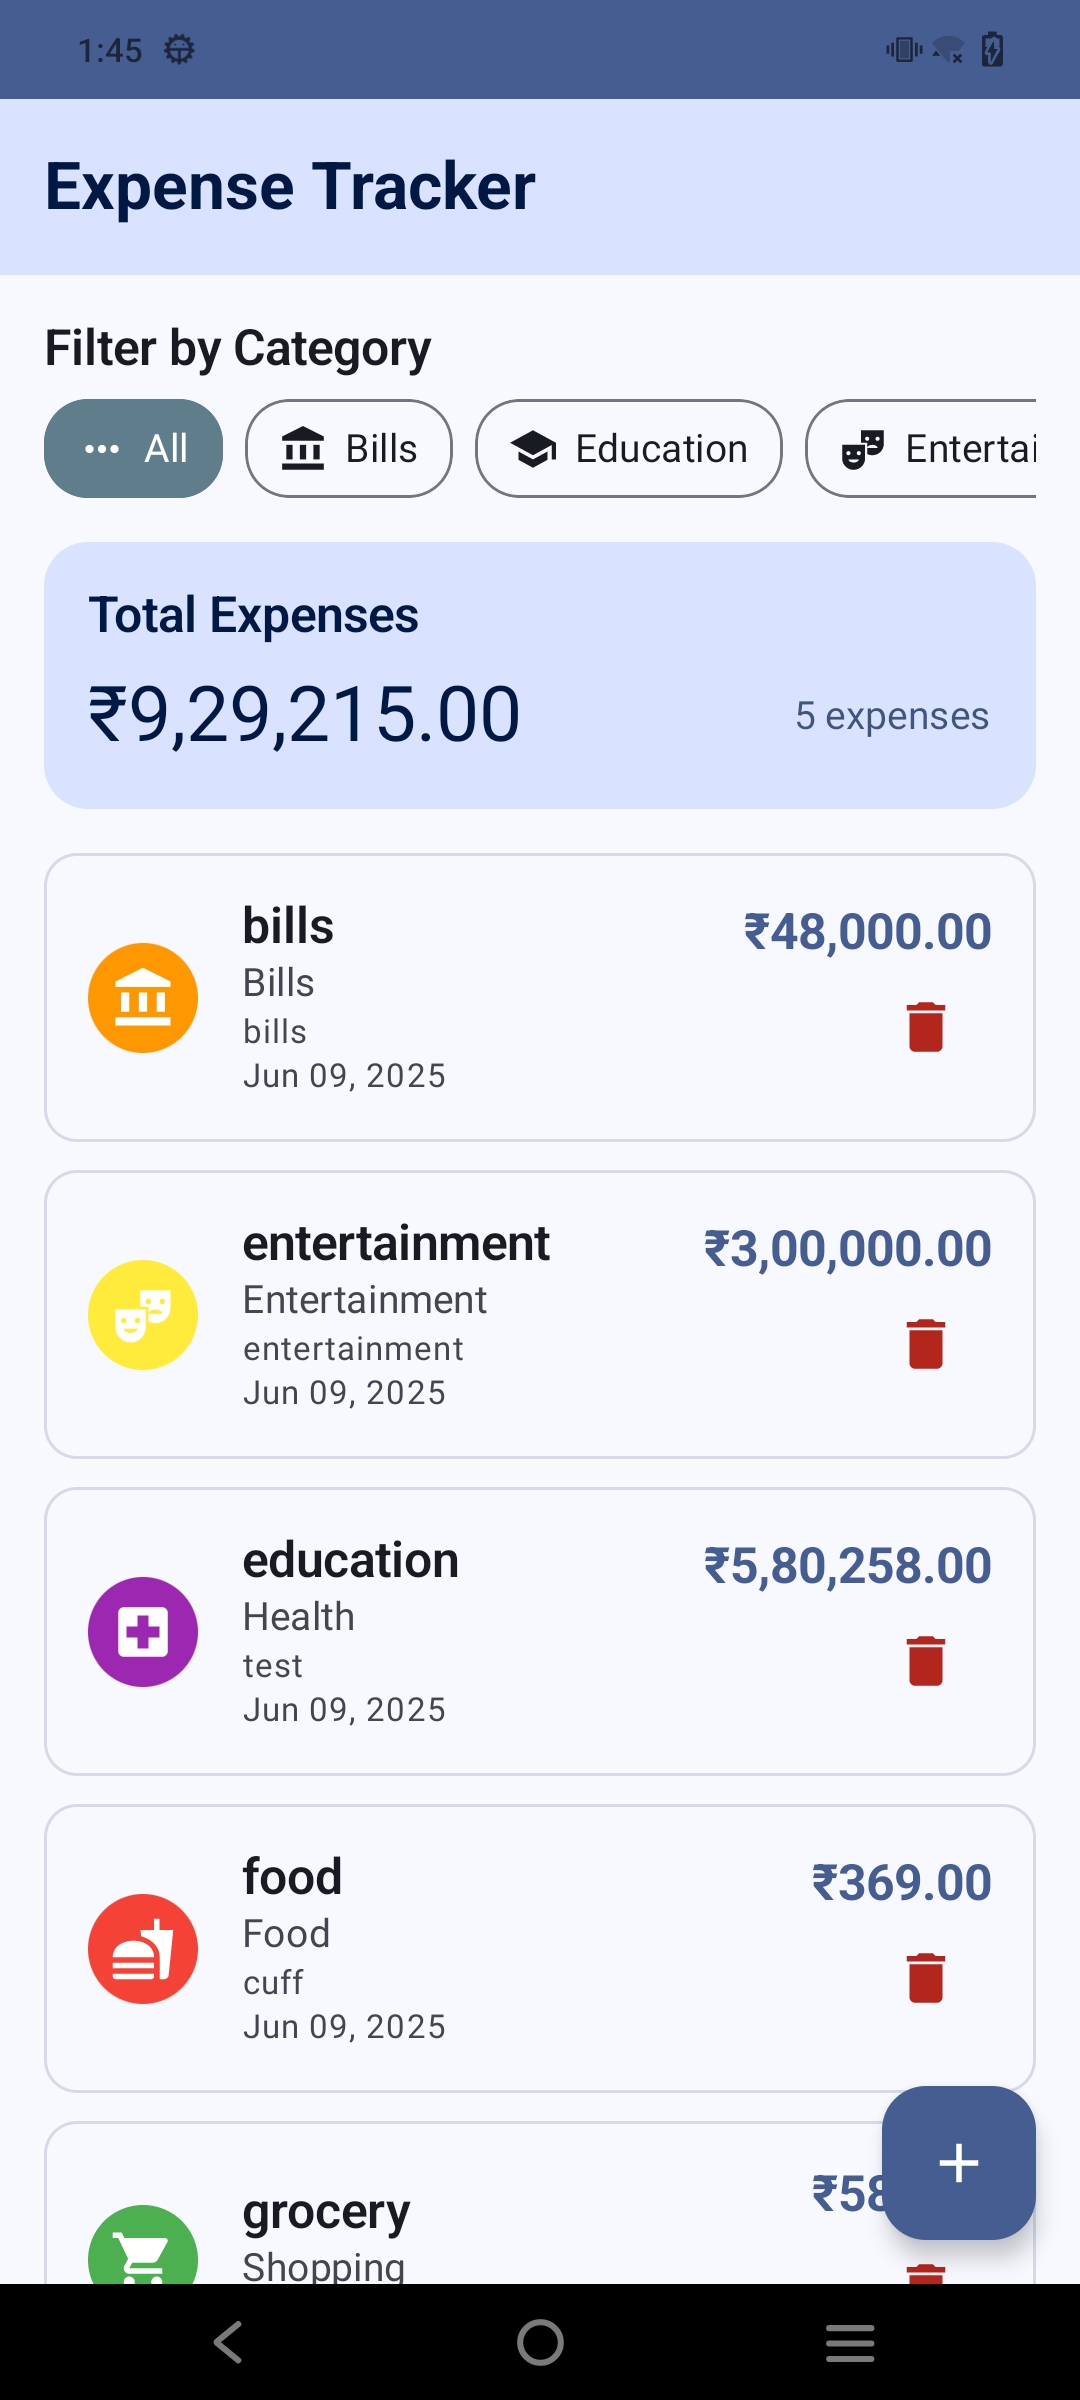 1:45
Expense Tracker
Filter by Category
All Bills Education Entertai
Total Expenses
₹9,29,215.00 5 expenses
bills ₹48,000.00
Bills
bills
Jun 09, 2025
entertainment ₹3,00,000.00
Entertainment
entertainment
Jun 09, 2025
education ₹5,80,258.00
Health
test
Jun 09, 2025
food ₹369.00
Food
cuff
Jun 09, 2025
grocery ₹58
Shopping